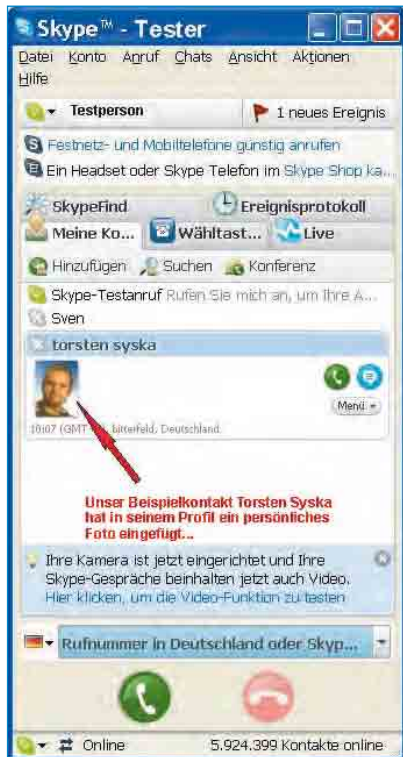 Skype™ - Tester
Datei Konto Anruf Chats Ansicht Aktionen
Hilfe
Testperson 1 neues Ereignis
Festnetz- und Mobiltelefone günstig anrufen
Ein Headset oder Skype Telefon im Skype Shop ka...
SkypeFind Ereignisprotokoll
Meine Ko... Wähltast... Live
Hinzufügen Suchen Konferenz
Skype-Testanruf Rufen Sie mich an, um Ihre A...
Sven
torsten syska
Menü
10:07 (GMT bitterfeld, Deutschland
Unser Beispielkontakt Torsten Syska
hat in seinem Profil ein persönliches
Foto eingefügt...
Ihre Kamera ist jetzt eingerichtet und Ihre
Skype-Gespräche beinhalten jetzt auch Video.
Hier klicken, um die Video-Funktion zu testen
Rufnummer in Deutschland oder Skyp...
Online 5.924.399 Kontakte online